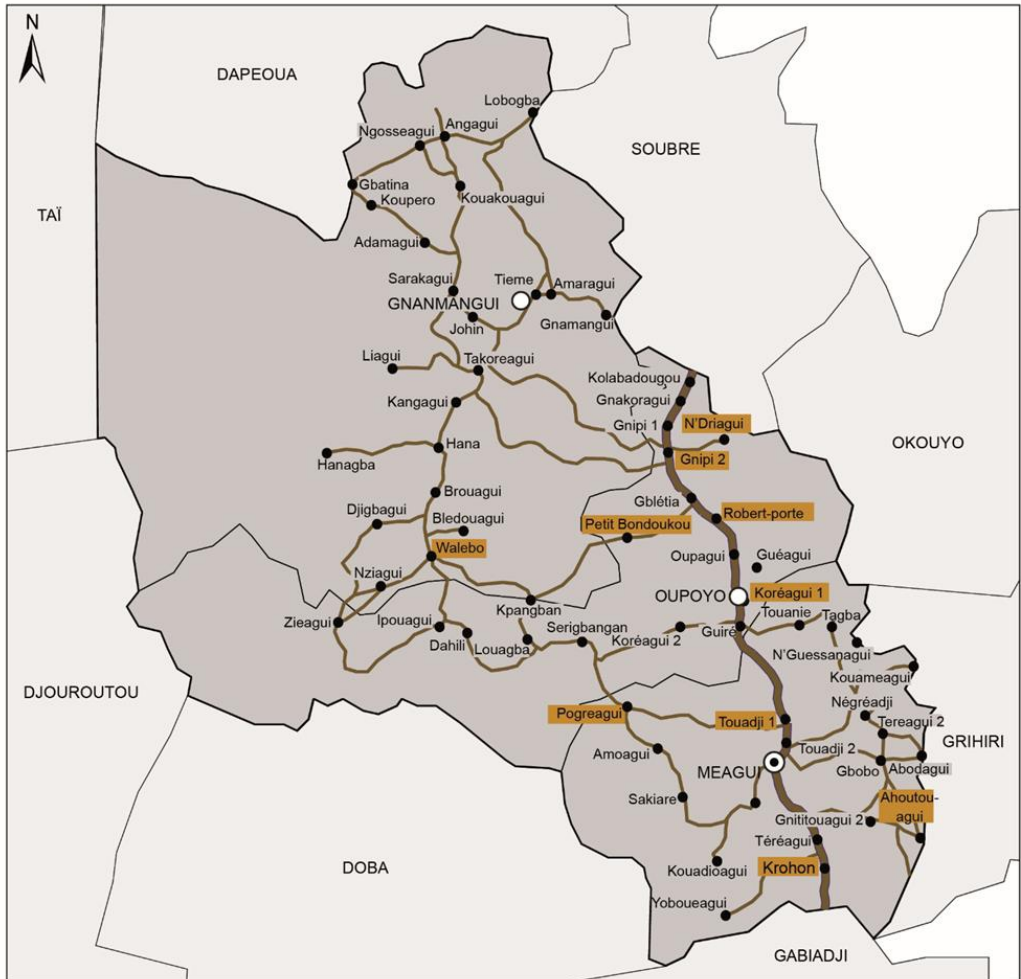 N
DAPEOUA
Lobogba
Angagui
Ngosseagui
SOUBRE
Gbatina
Koupero
Kouakouagui
TAÏ
Adamagui
Sarakagui
Tieme
Amaragui
GNANMANGUI
Johin
Gnamangui
Liagui
Takoreagui
Kolabadougou
Kangagui
Gnakoragui
Gnipi 1
N'Driagui
Hana
OKOUYO
Hanagba
Gnipi 2
Brouagui
Gblétia
Djigbagui
Bledouagui
Robert-porte
Petit Bondoukou
Walebo
Oupagui
Guéagui
Nziagui
OUPOYO
Koréagui 1
Kpangban
Touanie
Tagba
Zieagui
Ipouagui
Serigbangan
Guiré
Dahili
Louagba
Koréagui 2
N'Guessanagui
Kouameagui
DJOUROUTOU
Négréadji
Pogreagui
Touadji 1
Tereagui 2
GRIHIRI
Amoagui
Touadji 2
MEAGUI
Gbobo
Abodagui
Sakiare
Ahoutou-
agui
Gnititouagui 2
Téréagui
DOBA
Kouadioagui
Krohon
Yoboueagui
GABIADJI